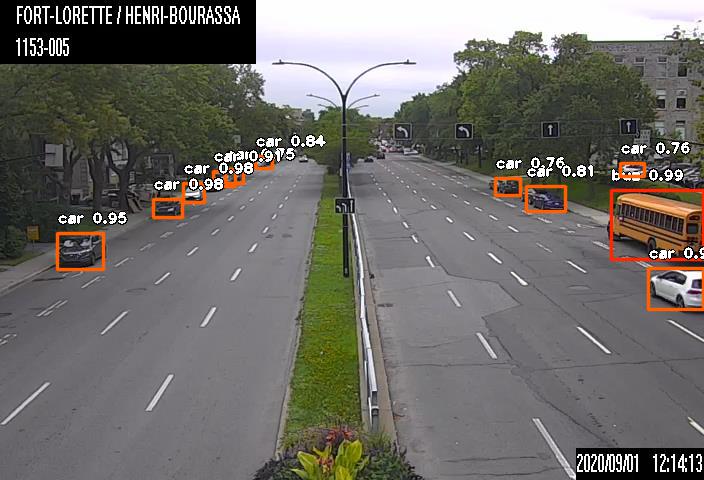 FORT-LORETTE / HENRI-BOURASSA
1153-005
car 0.84
car 0.98
car 0.98
car 0.95
car 0.76
car 0.81
car 0.76
0.99
car
2020/09/01 12:14:13